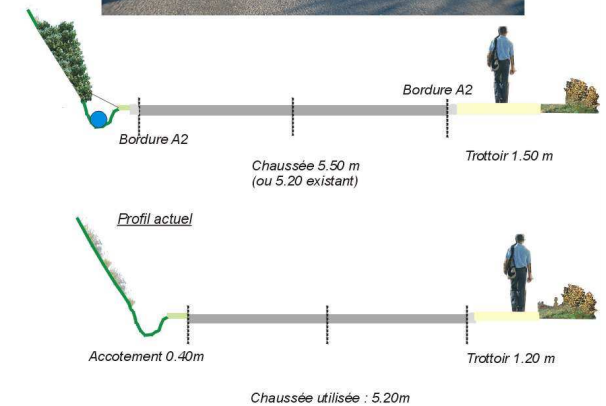 Bordure A2
Bordure A2
Trottoir 1.50 m
Chaussée 5.50 m
(ou 5.20 existant)
Profil actuel
Accotement 0.40m
Trottoir 1.20 m
Chaussée utilisée : 5.20m